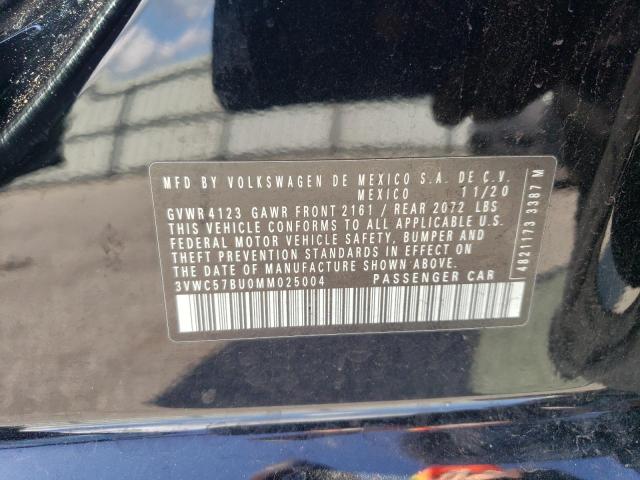 MFD BY VOLKSWAGEN DE MEXICO S.A. DE C.V.
MEXICO 11/20
GVWR 4123 GAWR FRONT 2161 / REAR 2072 LBS
THIS VEHICLE CONFORMS TO ALL APPLICABLE U.S.
FEDERAL MOTOR VEHICLE SAFETY, BUMPER AND
THEFT PREVENTION STANDARDS IN EFFECT ON
THE DATE OF MANUFACTURE SHOWN ABOVE.
3VWC57BU0MM025004 PASSENGER CAR
4821173 3387 M